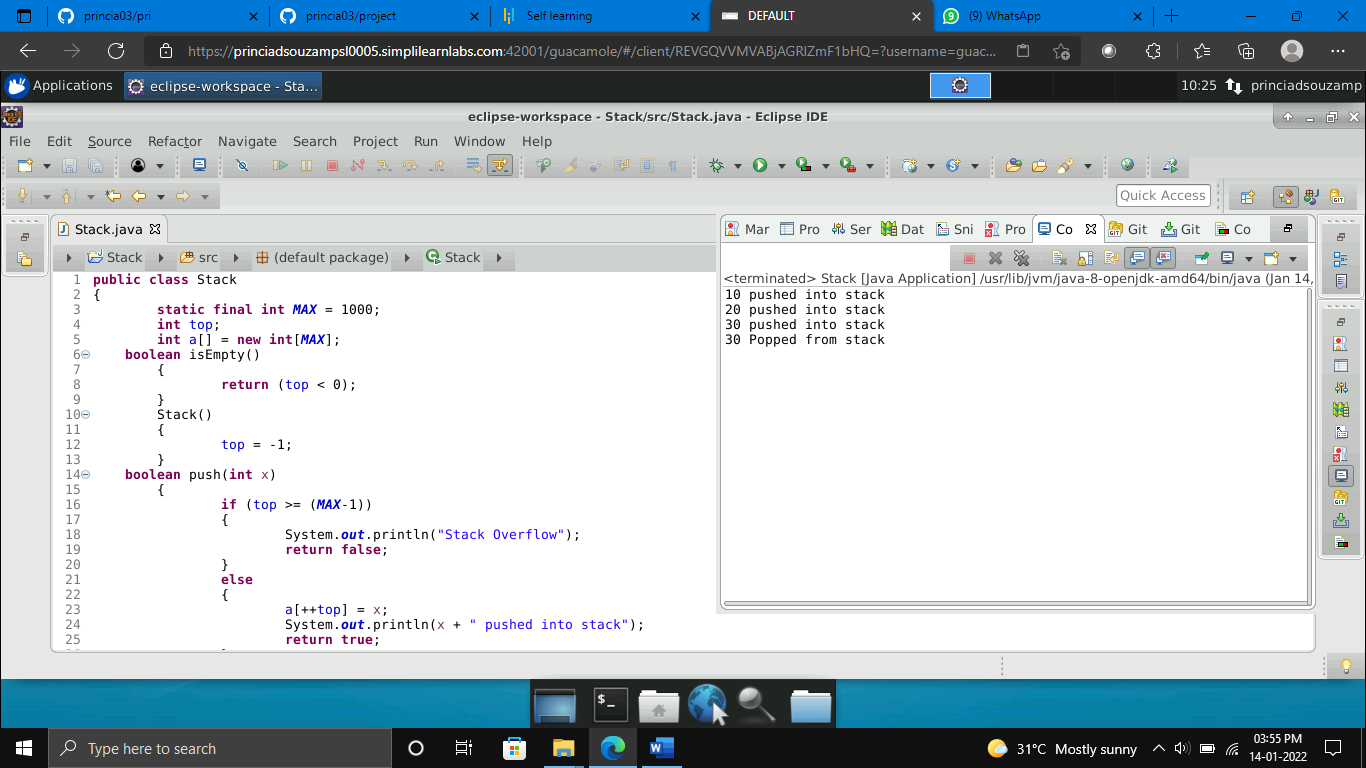 princia03/pri
princia03/project
Self learning
DEFAULT
(9) WhatsApp
https://princiadsouzampsl0005.simplilearnlabs.com:42001/guacamole/#/client/REVGQVVMVABjAGRlZmF1bHQ=?username=guac...
Applications
eclipse-workspace - Sta...
10:25
princiadsouzamp
eclipse-workspace - Stack/src/Stack.java - Eclipse IDE
File Edit Source Refactor Navigate Search Project Run Window Help
Quick Access
Stack.java
Mar Pro Ser Dat Sni Pro Co Git Git Co
Stack src (default package) Stack
<terminated> Stack [Java Application] /usr/lib/jvm/java-8-openjdk-amd64/bin/java (Jan 14,
10 pushed into stack
20 pushed into stack
30 pushed into stack
30 Popped from stack
1 public class Stack
2 {
3 static final int MAX = 1000;
4 int top;
5 int a[] = new int[MAX];
6 boolean isEmpty()
7 {
8 return (top < 0);
9 }
10 Stack()
11 {
12 top = -1;
13 }
14 boolean push(int x)
15 {
16 if (top >= (MAX-1))
17 {
18 System.out.println("Stack Overflow");
19 return false;
20 }
21 else
22 {
23 a[++top] = x;
24 System.out.println(x + " pushed into stack");
25 return true;
Type here to search
31°C Mostly sunny
03:55 PM
14-01-2022